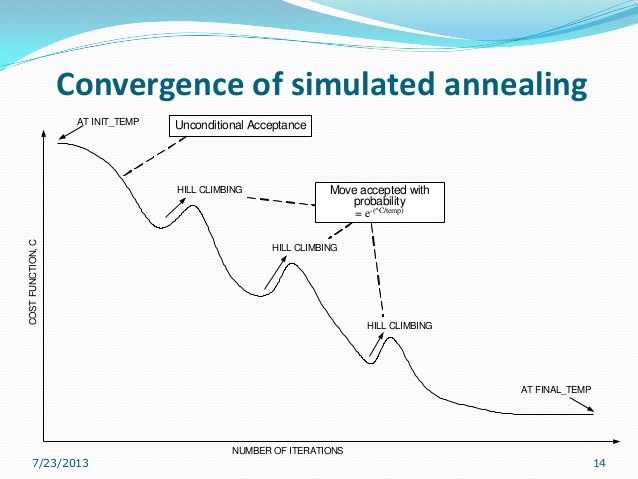 Convergence of simulated annealing
AT INIT_TEMP
Unconditional Acceptance
HILL CLIMBING
Move accepted with
probability
= e-(^C/temp)
HILL CLIMBING
HILL CLIMBING
COST FUNCTION, C
AT FINAL_TEMP
NUMBER OF ITERATIONS
7/23/2013
14